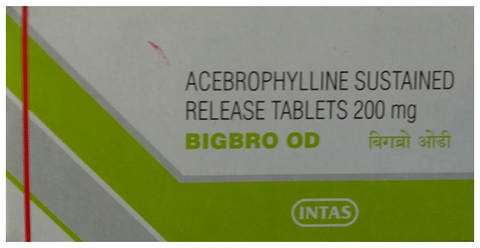 ACEBROPHYLLINE SUSTAINED
RELEASE TABLETS 200 mg
BIGBRO OD बिगब्रो ओडी
INTAS